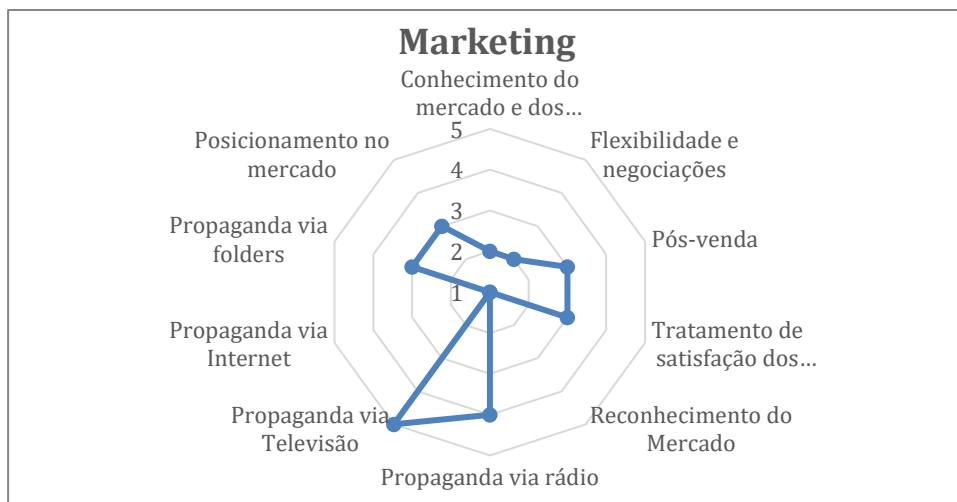 Marketing
Conhecimento do
mercado e dos...
Flexibilidade e
negociações
Pós-venda
Tratamento de
satisfação dos...
Reconhecimento do
Mercado
Propaganda via rádio
Propaganda via
Televisão
Propaganda via
Internet
Propaganda via
folders
Posicionamento no
mercado
5
4
3
2
1